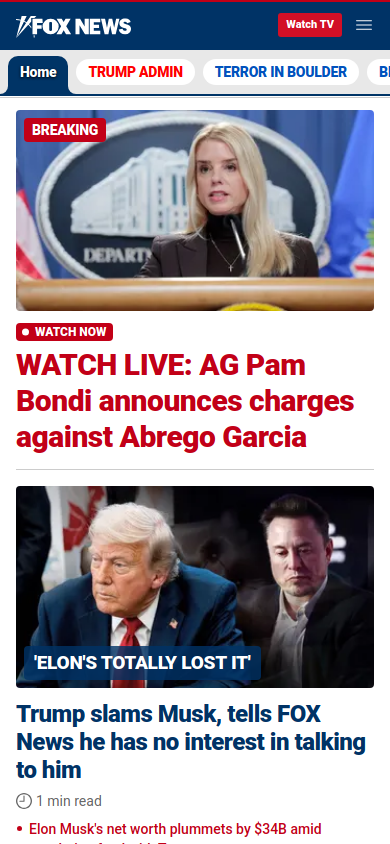 FOX NEWS
Watch TV
Home
TRUMP ADMIN
TERROR IN BOULDER
BREAKING
DEPART
WATCH NOW
WATCH LIVE: AG Pam
Bondi announces charges
against Abrego Garcia
'ELON'S TOTALLY LOST IT'
Trump slams Musk, tells FOX
News he has no interest in talking
to him
1 min read
• Elon Musk's net worth plummets by $34B amid